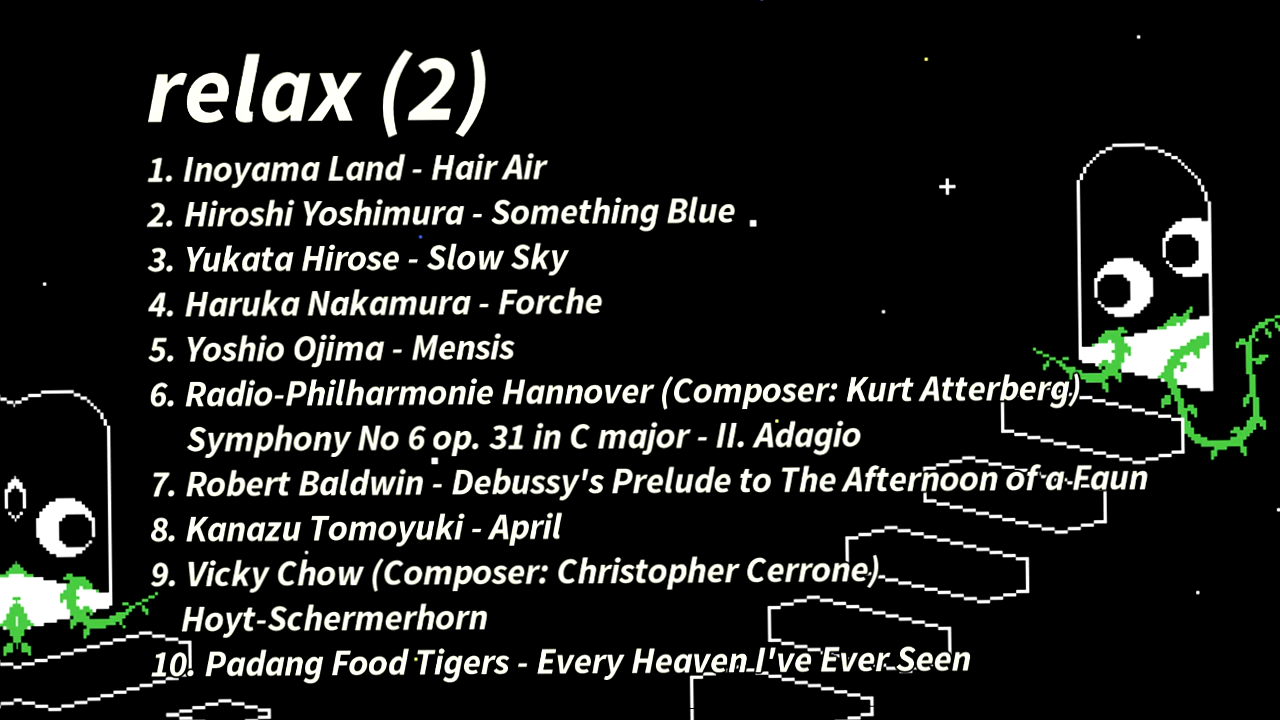 relax (2)
1. Inoyama Land - Hair Air
2. Hiroshi Yoshimura - Something Blue
3. Yukata Hirose - Slow Sky
4. Haruka Nakamura - Forche
5. Yoshio Ojima - Mensis
6. Radio-Philharmonie Hannover (Composer: Kurt Atterberg)
Symphony No 6 op. 31 in C major - II. Adagio
7. Robert Baldwin - Debussy's Prelude to The Afternoon of a Faun
8. Kanazu Tomoyuki - April
9. Vicky Chow (Composer: Christopher Cerrone)
Hoyt-Schermerhorn
10. Padang Food Tigers - Every Heaven I've Ever Seen